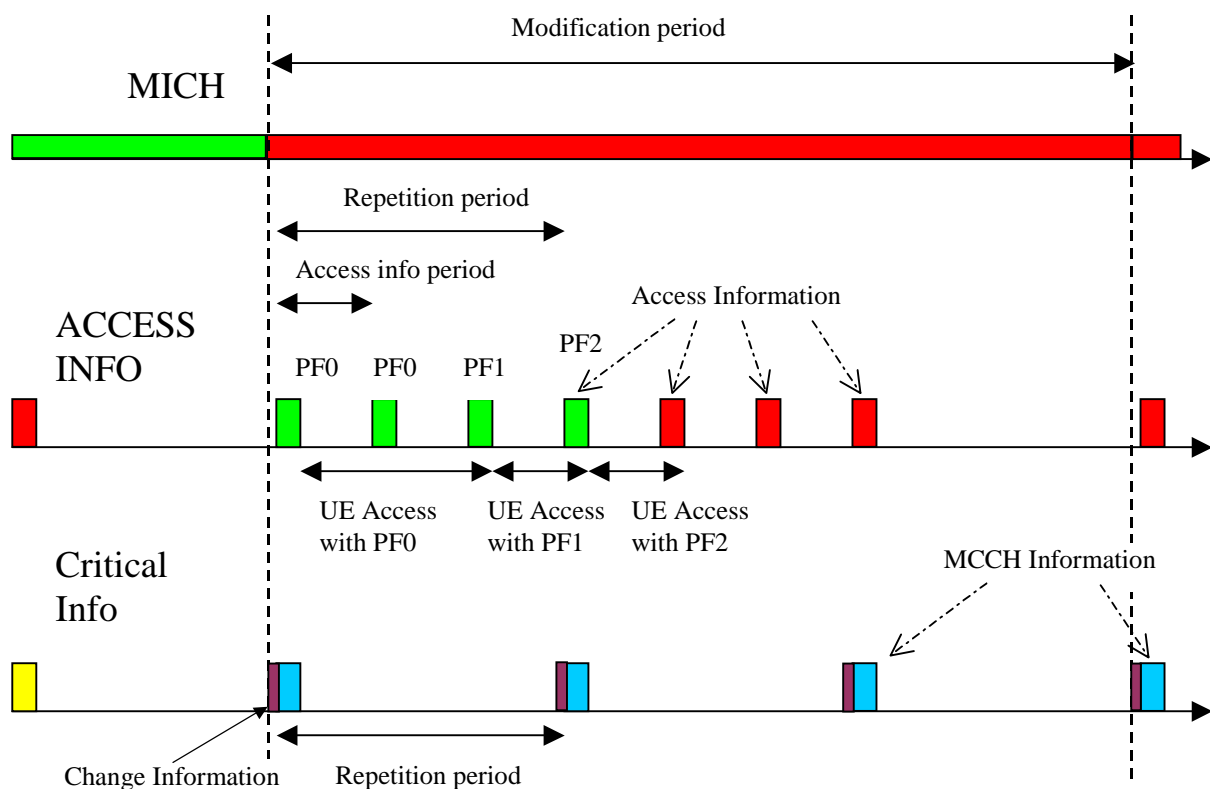 Modification period
MICH
Repetition period
Access info period
Access Information
ACCESS
INFO
PF0
PF0
PF1
PF2
UE Access
with PF0
UE Access
with PF1
UE Access
with PF2
Critical
Info
MCCH Information
Change Information
Repetition period